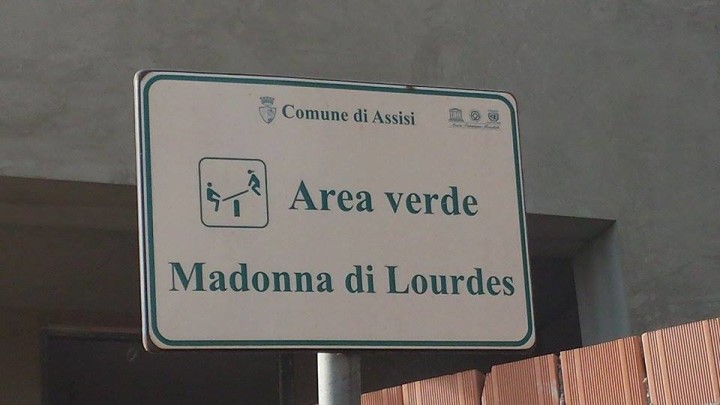 Comune di Assisi
Area verde
Madonna di Lourdes